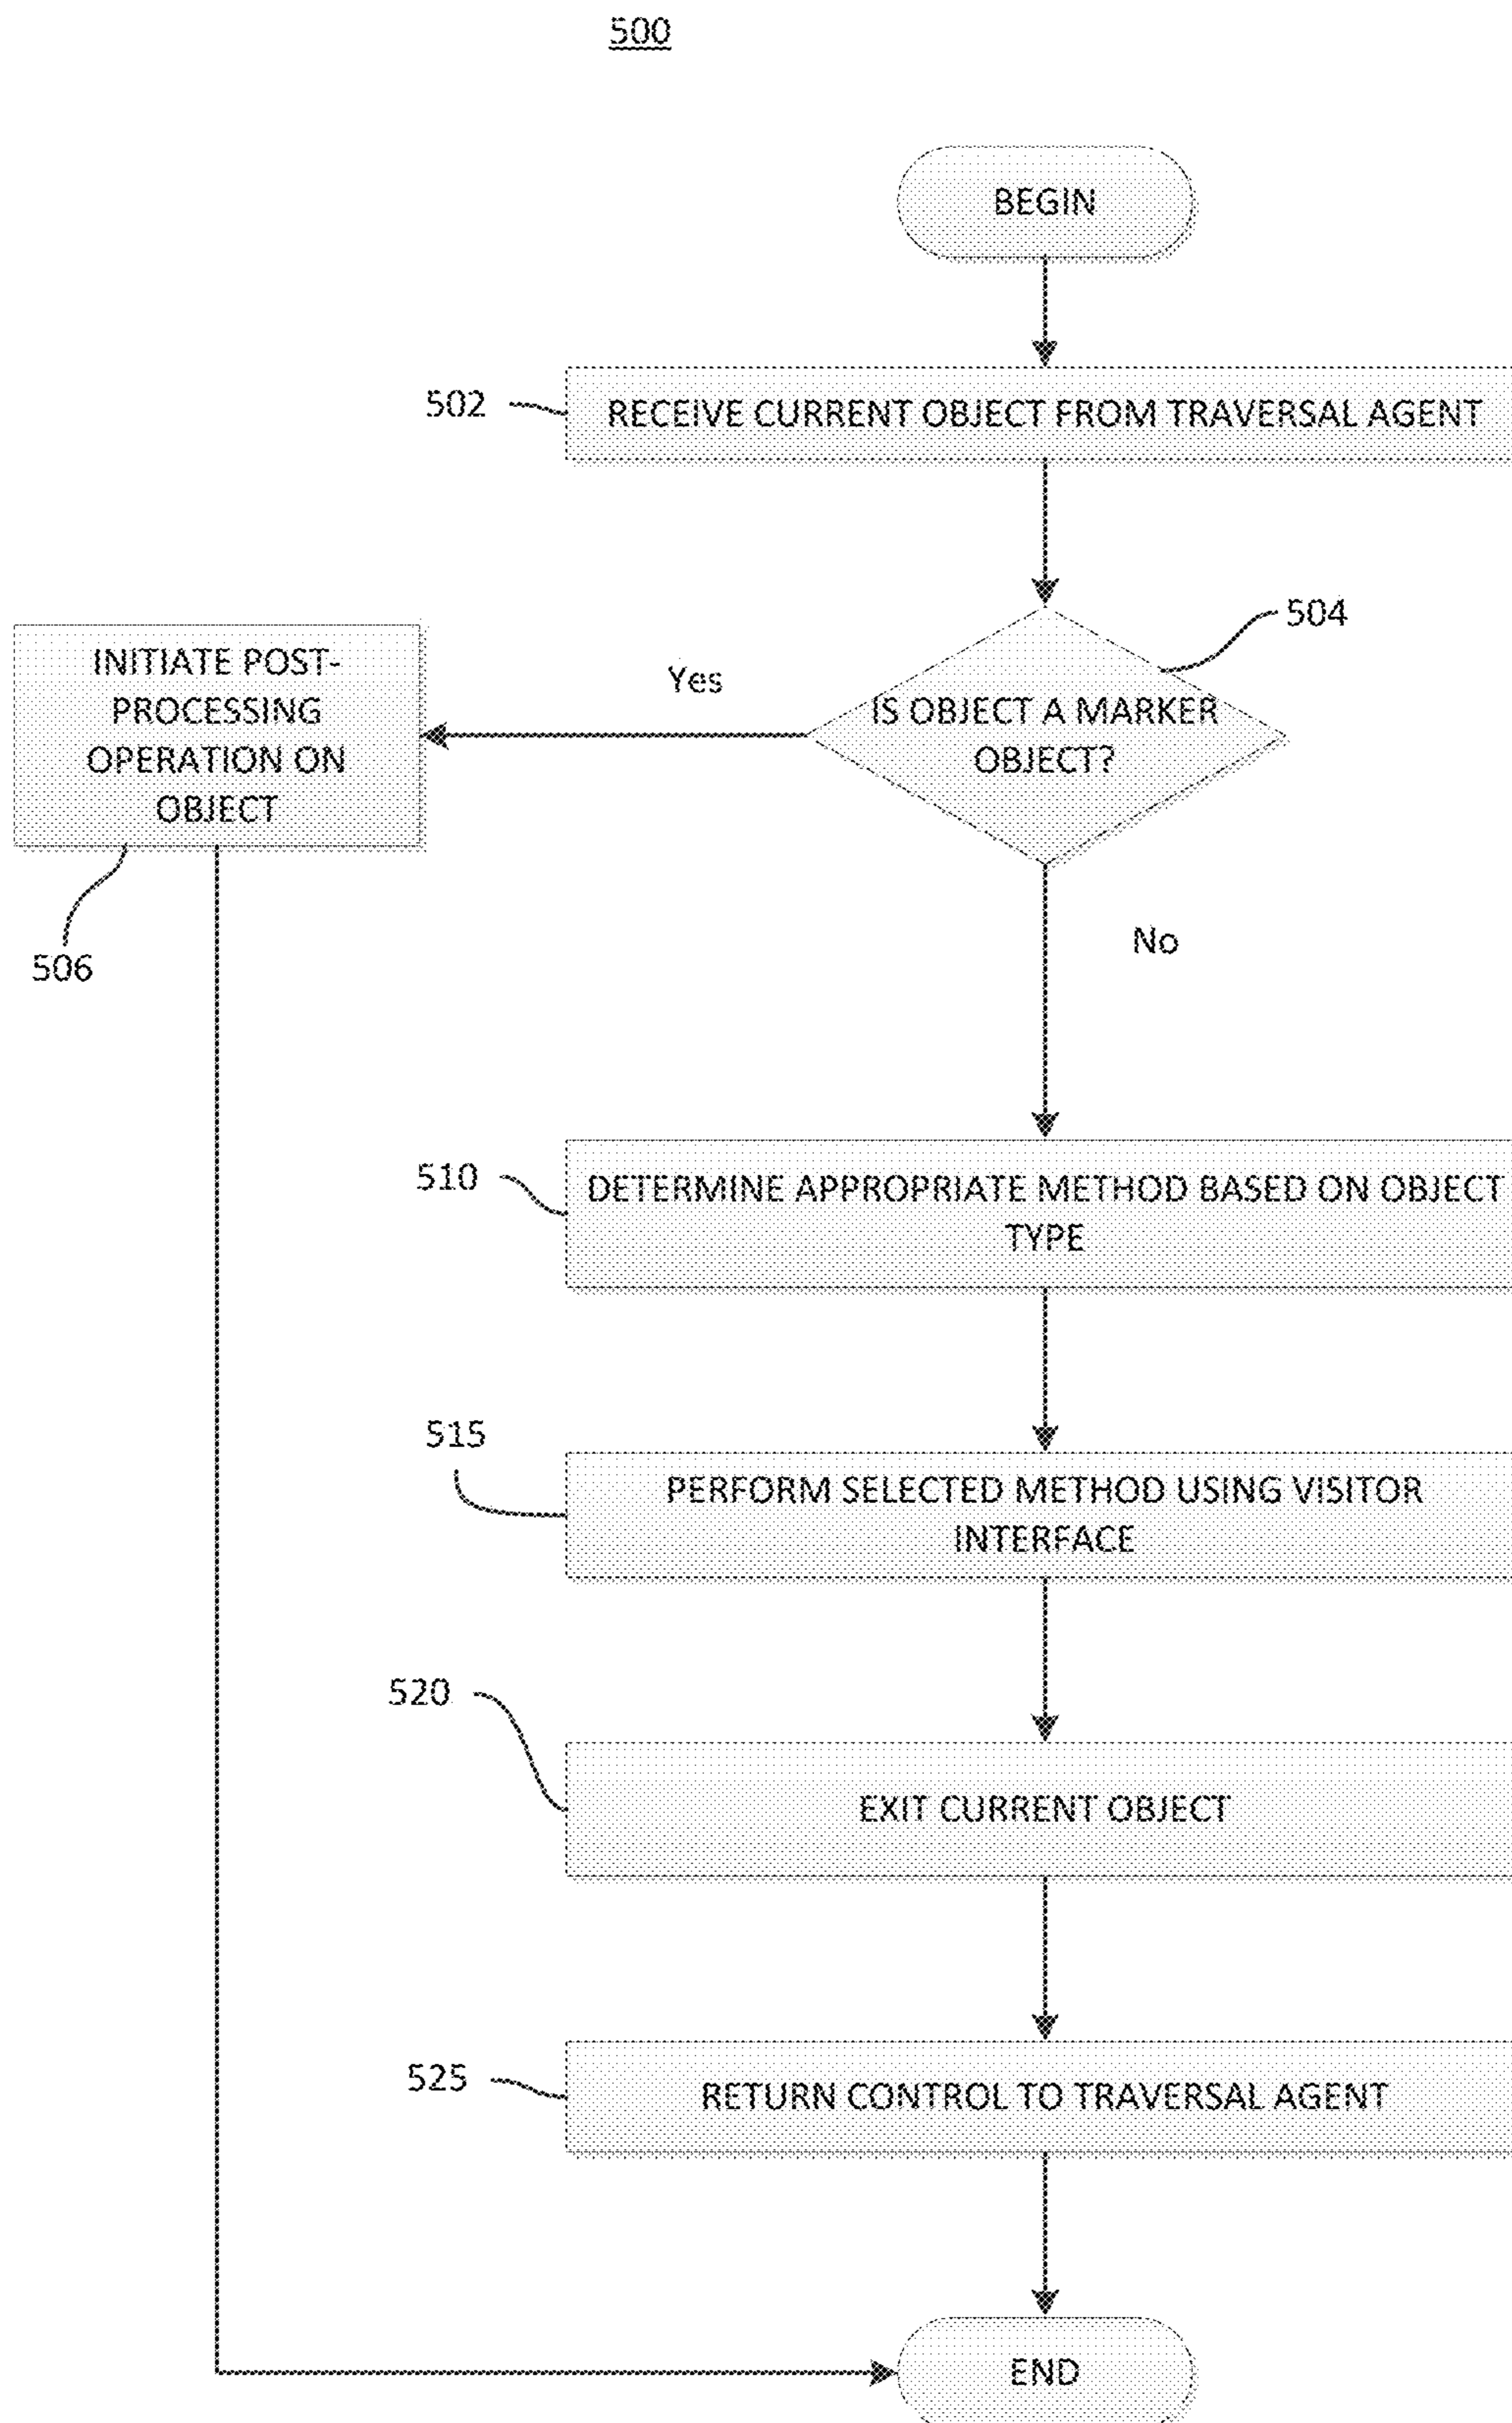 500
BEGIN
502
RECEIVE CURRENT OBJECT FROM TRAVERSAL AGENT
504
IS OBJECT A MARKER
OBJECT?
Yes
INITIATE POST-
PROCESSING
OPERATION ON
OBJECT
506
No
510
DETERMINE APPROPRIATE METHOD BASED ON OBJECT
TYPE
515
PERFORM SELECTED METHOD USING VISITOR
INTERFACE
520
EXIT CURRENT OBJECT
525
RETURN CONTROL TO TRAVERSAL AGENT
END